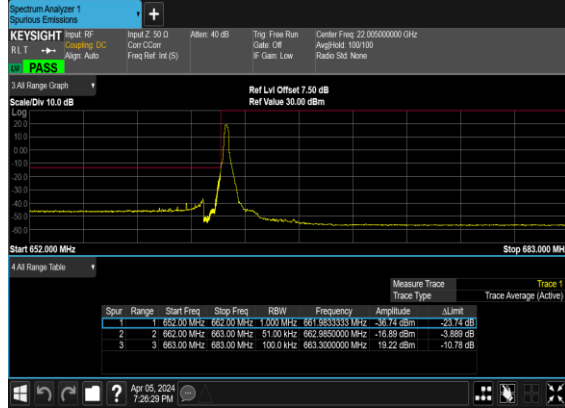 Spectrum Analyzer 1
Spurious Emissions
KEYSIGHT Input: RF Input Z: 50 Ω Atten: 40 dB Trig: Free Run Center Freq: 22.005000000 GHz
RLT Coupling: DC Corr CCorr Gate: Off Avg|Hold: 100/100
Align: Auto Freq Ref: Int (S) IF Gain: Low Radio Std: None
PASS
3 All Range Graph
Ref Lvl Offset 7.50 dB
Scale/Div 10.0 dB Ref Value 30.00 dBm
Log
20.0
10.0
0.00
-10.0
-20.0
-30.0
-40.0
-50.0
-60.0
Start 652.000 MHz Stop 683.000 MH
4 All Range Table
Measure Trace Trace 1
Trace Type Trace Average (Active)
Spur Range Start Freq Stop Freq RBW Frequency Amplitude ΔLimit
1 1 652.00 MHz 662.00 MHz 1.000 MHz 661.9833333 MHz -36.74 dBm -23.74 dB
2 2 662.00 MHz 663.00 MHz 51.00 kHz 662.9850000 MHz -16.89 dBm -3.889 dB
3 3 663.00 MHz 683.00 MHz 100.0 kHz 663.3000000 MHz 19.22 dBm -10.78 dB
? Apr 05, 2024
7:26:29 PM